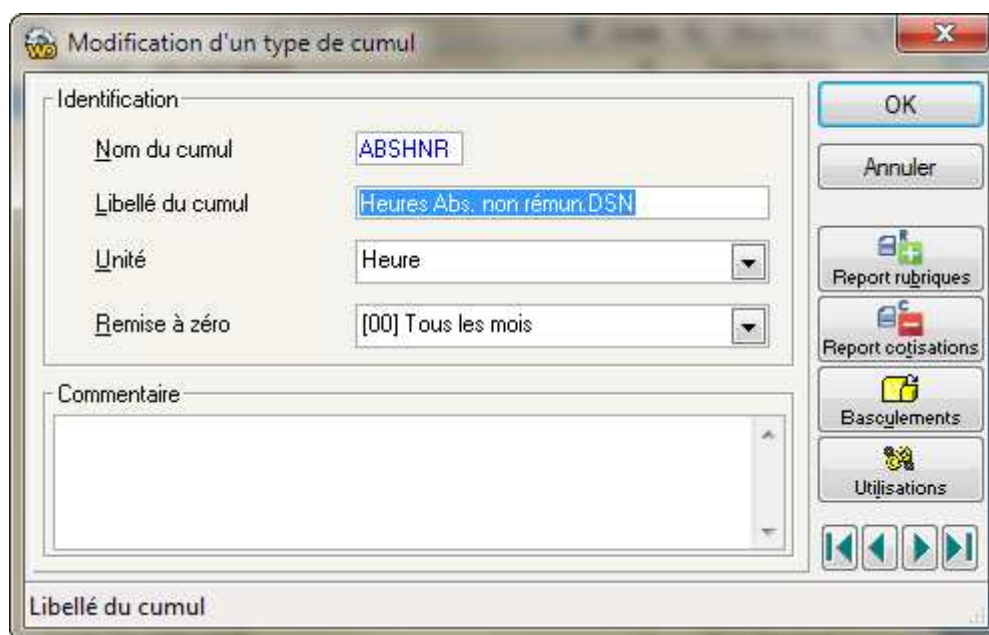 Modification d'un type de cumul
Identification
Nom du cumul ABSHNR
Libellé du cumul Heures Abs. non rémun.DSN
Unité Heure
Remise à zéro [00] Tous les mois
Commentaire
OK
Annuler
Report rubriques
Report cotisations
Basculements
Utilisations
Libellé du cumul